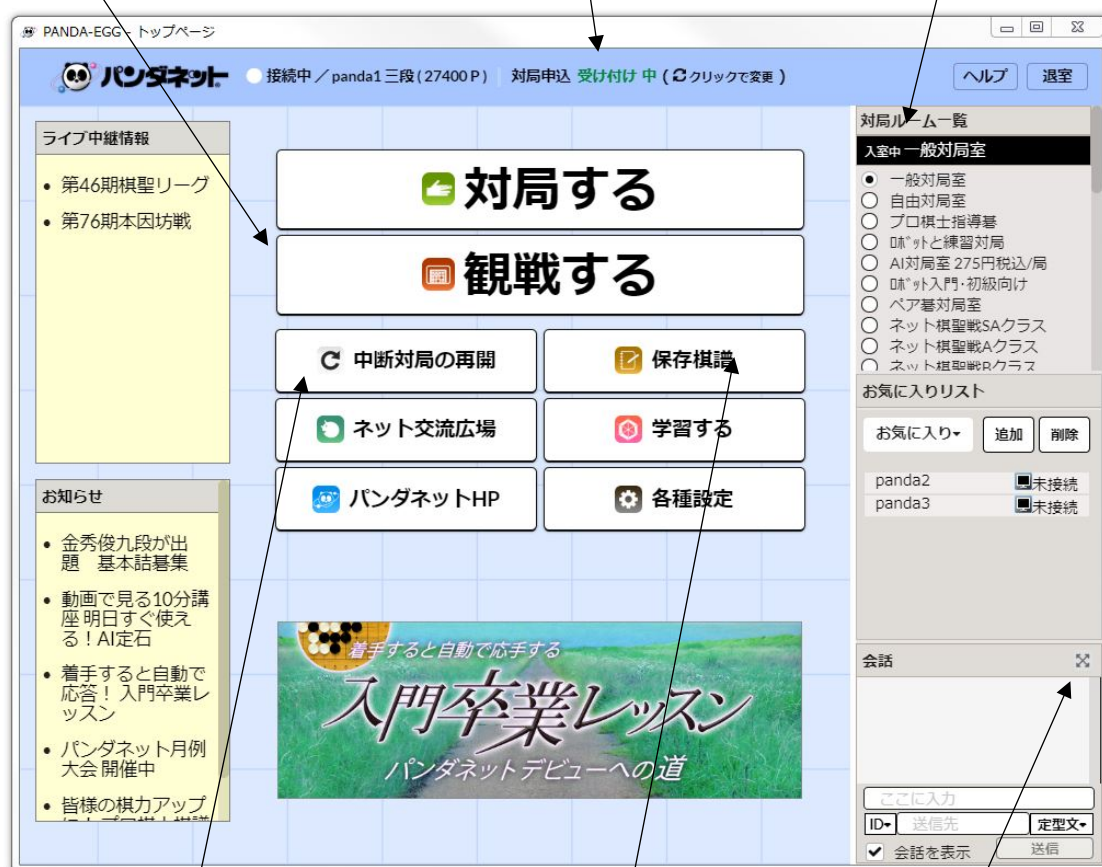 PANDA-EGG - トップページ
パンダネット 接続中 / panda1 三段 ( 27400 P ) 対局申込 受け付け 中 ( クリックで変更 ) ヘルプ 退室
ライブ中継情報
• 第46期棋聖リーグ
• 第76期本因坊戦
お知らせ
• 金秀俊九段が出
題 基本詰碁集
• 動画で見る10分講
座 明日すぐ使え
る！AI定石
• 着手すると自動で
応答！ 入門卒業レ
ッスン
• パンダネット月例
大会 開催中
• 皆様の棋力アップ
対局する
観戦する
中断対局の再開 保存棋譜
ネット交流広場 学習する
パンダネットHP 各種設定
着手すると自動で応手する
入門卒業レッスン
パンダネットデビューへの道
対局ルーム一覧
入室中 一般対局室
一般対局室
自由対局室
プロ棋士指導碁
ﾛﾎﾞｯﾄと練習対局
AI対局室 275円税込/局
ﾛﾎﾞｯﾄ入門･初級向け
ペア碁対局室
ネット棋聖戦SAクラス
ネット棋聖戦Aクラス
ネット棋聖戦Bクラス
お気に入りリスト
お気に入り 追加 削除
panda2 未接続
panda3 未接続
会話
ここに入力
ID 送信先 定型文
会話を表示 送信